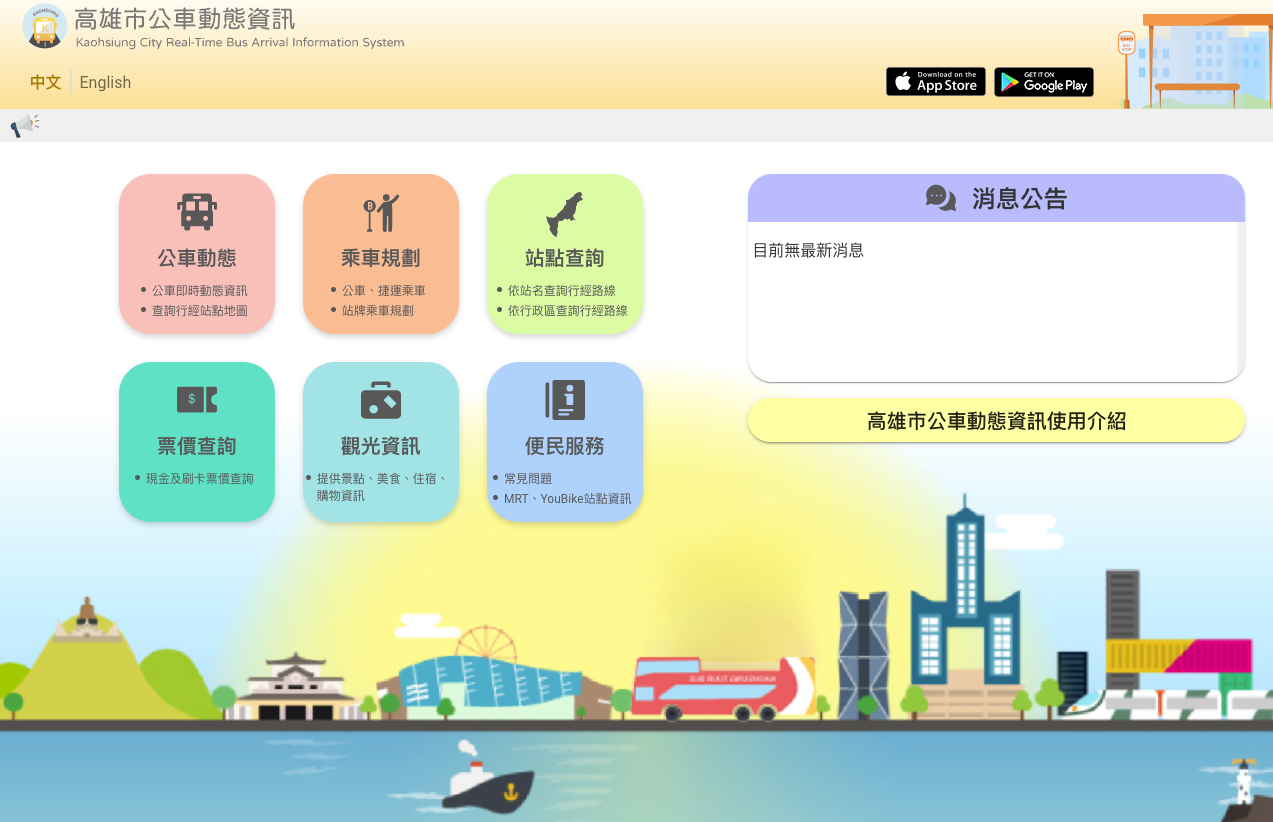 KAOHSIUNG
K
高雄市公車動態資訊
Kaohsiung City Real-Time Bus Arrival Information System
中文
English
Download on the
App Store
GET IT ON
Google Play
BUS
STOP
公車動態
公車即時動態資訊
查詢行經站點地圖
B
乘車規劃
公車、捷運乘車
站牌乘車規劃
站點查詢
依站名查詢行經路線
依行政區查詢行經路線
消息公告
目前無最新消息
高雄市公車動態資訊使用介紹
$
票價查詢
現金及刷卡票價查詢
觀光資訊
提供景點、美食、住宿、
購物資訊
便民服務
常見問題
MRT、YouBike站點資訊